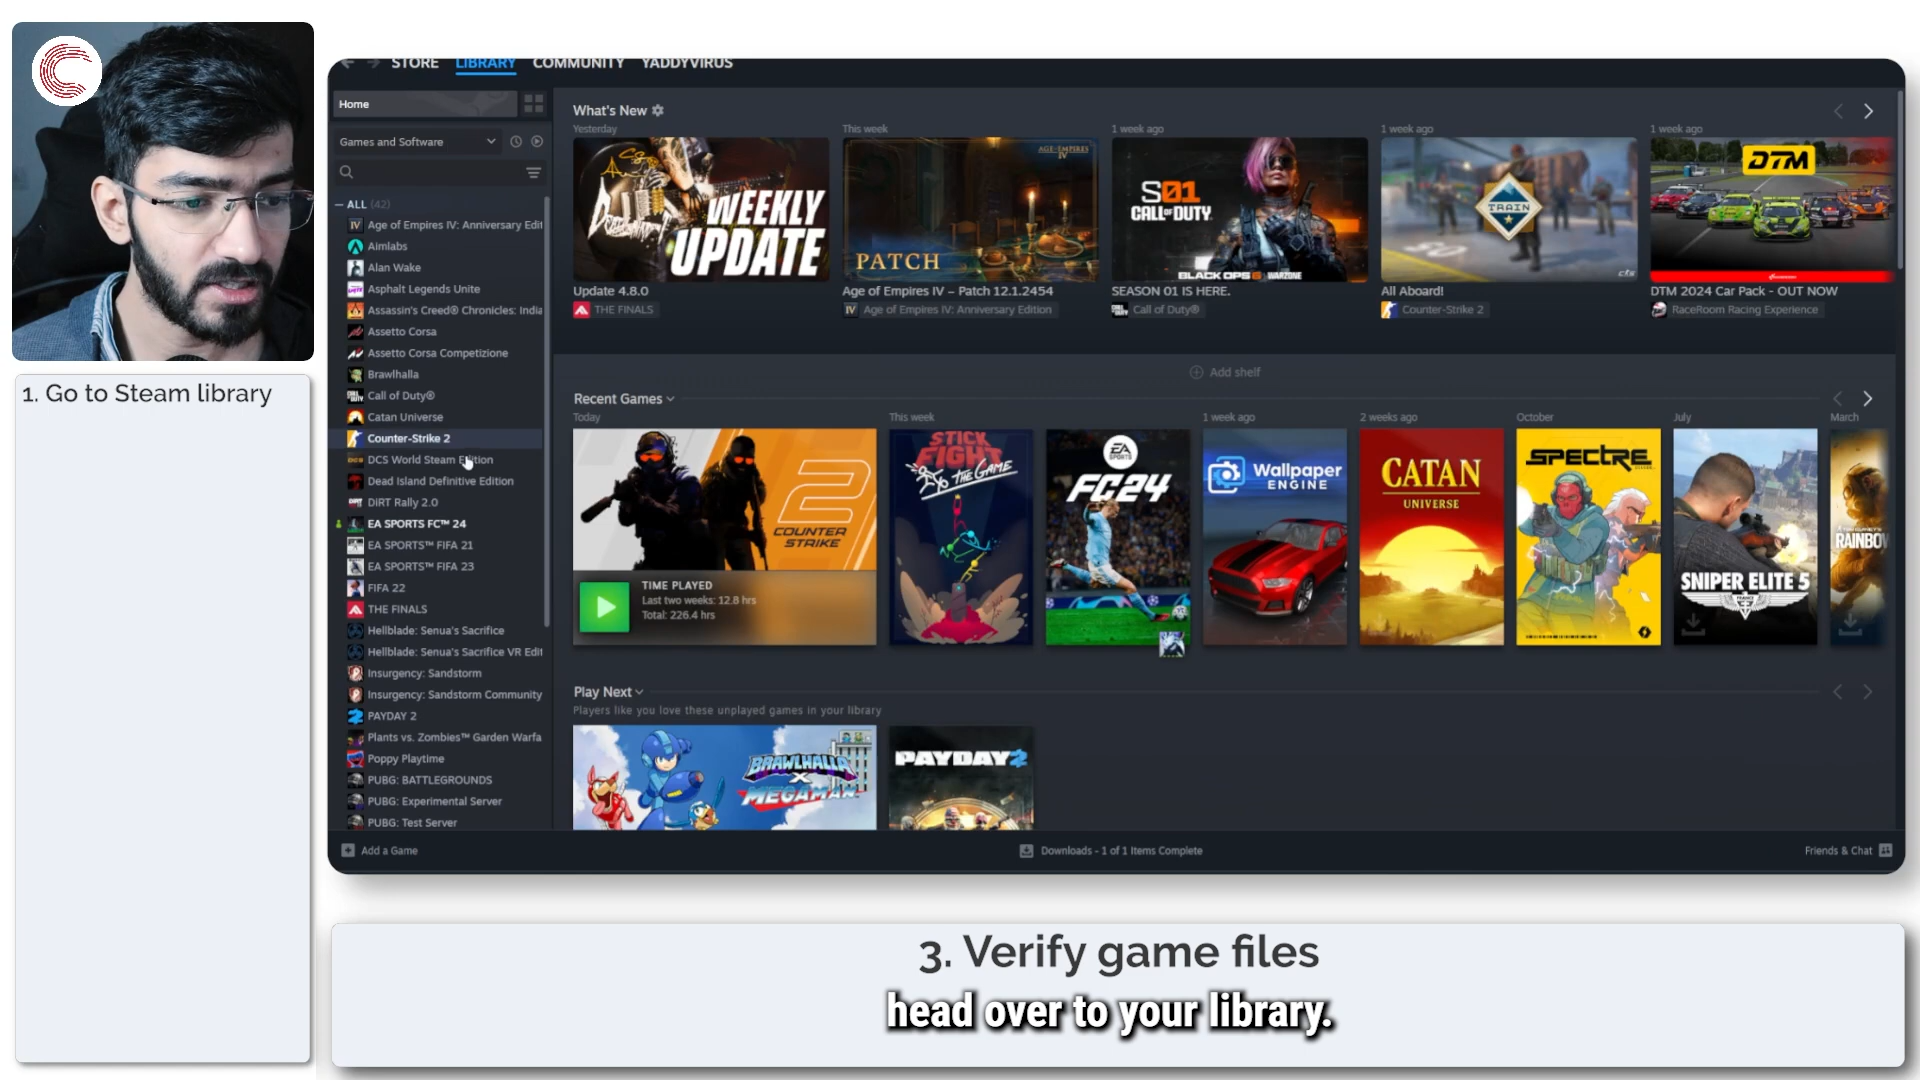 1. Go to Steam library
STORE
LIBRARY
COMMUNITY
YADDYVIRUS
Home
Games and Software
ALL (42)
Age of Empires IV: Anniversary Edit
Aimlabs
Alan Wake
Asphalt Legends Unite
Assassin's Creed® Chronicles: India
Assetto Corsa
Assetto Corsa Competizione
Brawlhalla
Call of Duty®
Catan Universe
Counter-Strike 2
DCS World Steam Edition
Dead Island Definitive Edition
DiRT Rally 2.0
EA SPORTS FC™ 24
EA SPORTS™ FIFA 21
EA SPORTS™ FIFA 23
FIFA 22
THE FINALS
Hellblade: Senua's Sacrifice
Hellblade: Senua's Sacrifice VR Edit
Insurgency: Sandstorm
Insurgency: Sandstorm Community
PAYDAY 2
Plants vs. Zombies™ Garden Warfa
Poppy Playtime
PUBG: BATTLEGROUNDS
PUBG: Experimental Server
PUBG: Test Server
What's New
Yesterday
This week
1 week ago
1 week ago
1 week ago
WEEKLY
UPDATE
AGE OF EMPIRES
IV
PATCH
S01
CALL OF DUTY
BLACK OPS 6 WARZONE
TRAIN
DTM
Update 4.8.0
Age of Empires IV – Patch 12.1.2454
SEASON 01 IS HERE.
All Aboard!
DTM 2024 Car Pack - OUT NOW
THE FINALS
Age of Empires IV: Anniversary Edition
Call of Duty®
Counter-Strike 2
RaceRoom Racing Experience
Add shelf
Recent Games
Today
This week
1 week ago
2 weeks ago
October
July
March
2
COUNTER
STRIKE
STICK
FIGHT
THE GAME
EA
SPORTS
FC24
Wallpaper
ENGINE
CATAN
UNIVERSE
SPECTRE
SNIPER ELITE 5
RAINBOW
TIME PLAYED
Last two weeks: 12.8 hrs
Total: 226.4 hrs
Play Next
Players like you love these unplayed games in your library
BRAWLHALLA
X
MEGAMAN
PAYDAY 2
Add a Game
Downloads - 1 of 1 Items Complete
Friends & Chat
3. Verify game files
head over to your library.